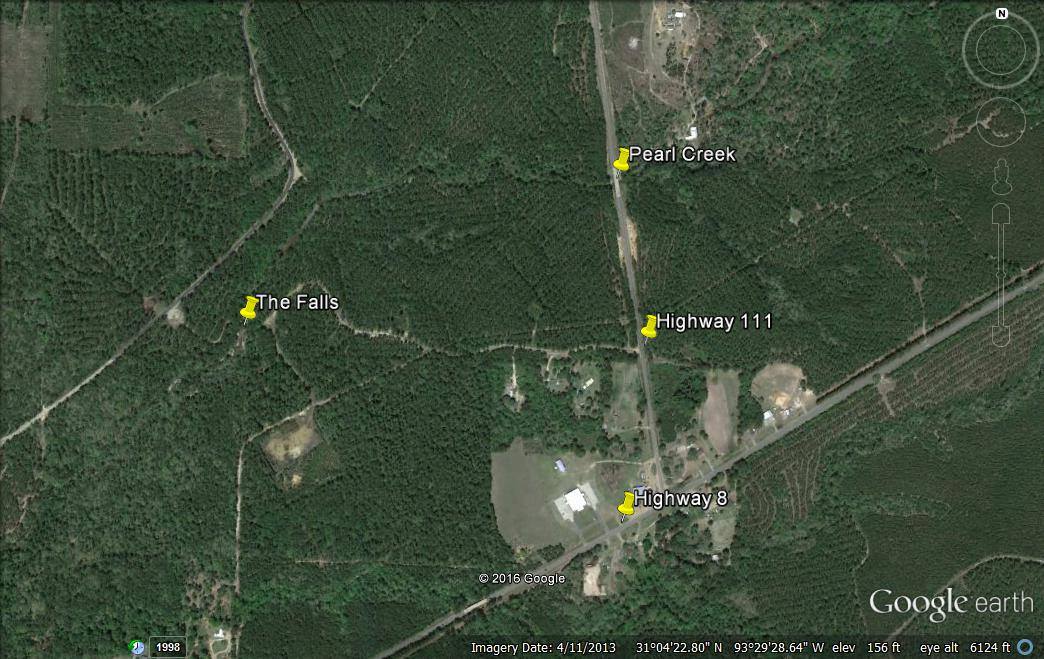 N
Pearl Creek
The Falls
Highway 111
Highway 8
© 2016 Google
Google earth
1998
Imagery Date: 4/11/2013 31°04'22.80" N 93°29'28.64" W elev 156 ft eye alt 6124 ft